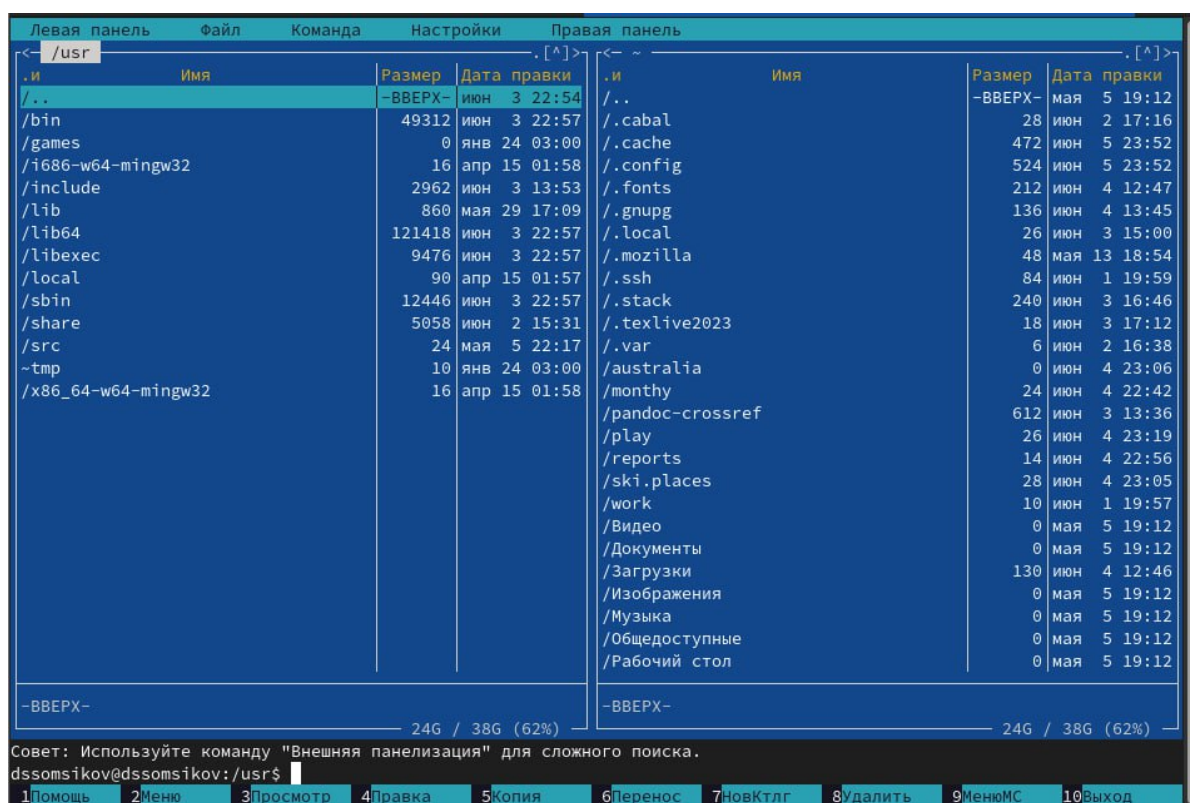 Левая панель Файл Команда Настройки Правая панель
<- /usr .[^]>
.и Имя Размер Дата правки
/.. -ВВЕРХ- июн 3 22:54
/bin 49312 июн 3 22:57
/games 0 янв 24 03:00
/i686-w64-mingw32 16 апр 15 01:58
/include 2962 июн 3 13:53
/lib 860 мая 29 17:09
/lib64 121418 июн 3 22:57
/libexec 9476 июн 3 22:57
/local 90 апр 15 01:57
/sbin 12446 июн 3 22:57
/share 5058 июн 2 15:31
/src 24 мая 5 22:17
~tmp 10 янв 24 03:00
/x86_64-w64-mingw32 16 апр 15 01:58
-ВВЕРХ-
24G / 38G (62%)
<- ~ .[^]>
.и Имя Размер Дата правки
/.. -ВВЕРХ- мая 5 19:12
/.cabal 28 июн 2 17:16
/.cache 472 июн 5 23:52
/.config 524 июн 5 23:52
/.fonts 212 июн 4 12:47
/.gnupg 136 июн 4 13:45
/.local 26 июн 3 15:00
/.mozilla 48 мая 13 18:54
/.ssh 84 июн 1 19:59
/.stack 240 июн 3 16:46
/.texlive2023 18 июн 3 17:12
/.var 6 июн 2 16:38
/australia 0 июн 4 23:06
/monthy 24 июн 4 22:42
/pandoc-crossref 612 июн 3 13:36
/play 26 июн 4 23:19
/reports 14 июн 4 22:56
/ski.places 28 июн 4 23:05
/work 10 июн 1 19:57
/Видео 0 мая 5 19:12
/Документы 0 мая 5 19:12
/Загрузки 130 июн 4 12:46
/Изображения 0 мая 5 19:12
/Музыка 0 мая 5 19:12
/Общедоступные 0 мая 5 19:12
/Рабочий стол 0 мая 5 19:12
-ВВЕРХ-
24G / 38G (62%)
Совет: Используйте команду "Внешняя панелизация" для сложного поиска.
dssomsikov@dssomsikov:/usr$
1Помощь 2Меню 3Просмотр 4Правка 5Копия 6Перенос 7НовКтлг 8Удалить 9МенюМС 10Выход